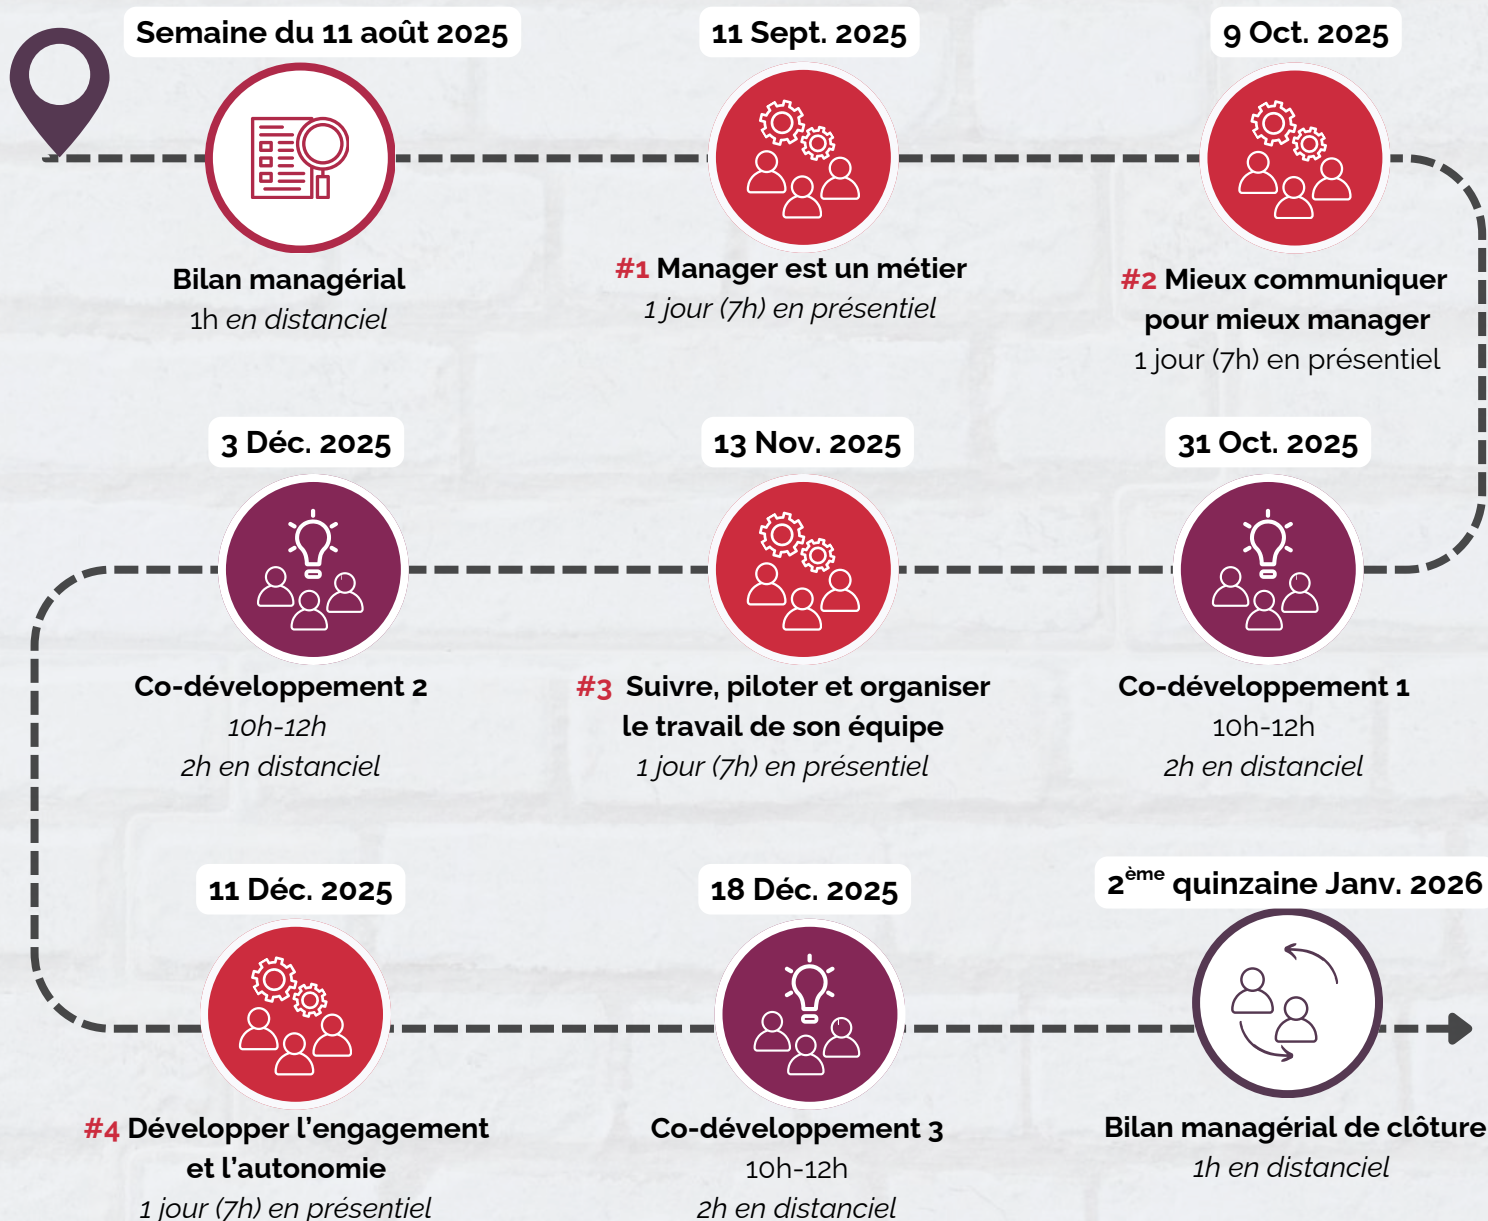 Semaine du 11 août 2025
Bilan managérial
1h en distanciel
11 Sept. 2025
#1 Manager est un métier
1 jour (7h) en présentiel
9 Oct. 2025
#2 Mieux communiquer
pour mieux manager
1 jour (7h) en présentiel
31 Oct. 2025
Co-développement 1
10h-12h
2h en distanciel
13 Nov. 2025
#3 Suivre, piloter et organiser
le travail de son équipe
1 jour (7h) en présentiel
3 Déc. 2025
Co-développement 2
10h-12h
2h en distanciel
11 Déc. 2025
#4 Développer l'engagement
et l'autonomie
1 jour (7h) en présentiel
18 Déc. 2025
Co-développement 3
10h-12h
2h en distanciel
2ème quinzaine Janv. 2026
Bilan managérial de clôture
1h en distanciel